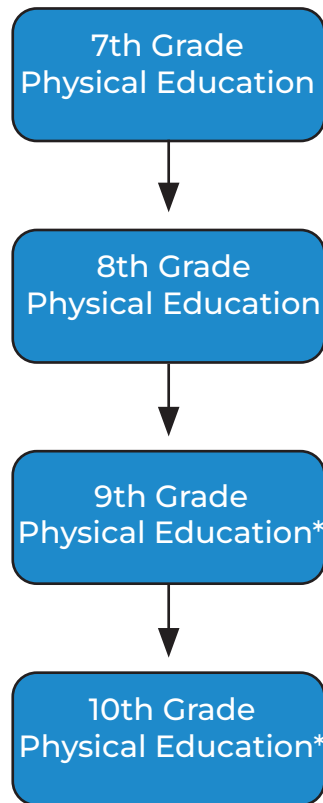 7th Grade
Physical Education
8th Grade
Physical Education
9th Grade
Physical Education*
10th Grade
Physical Education*